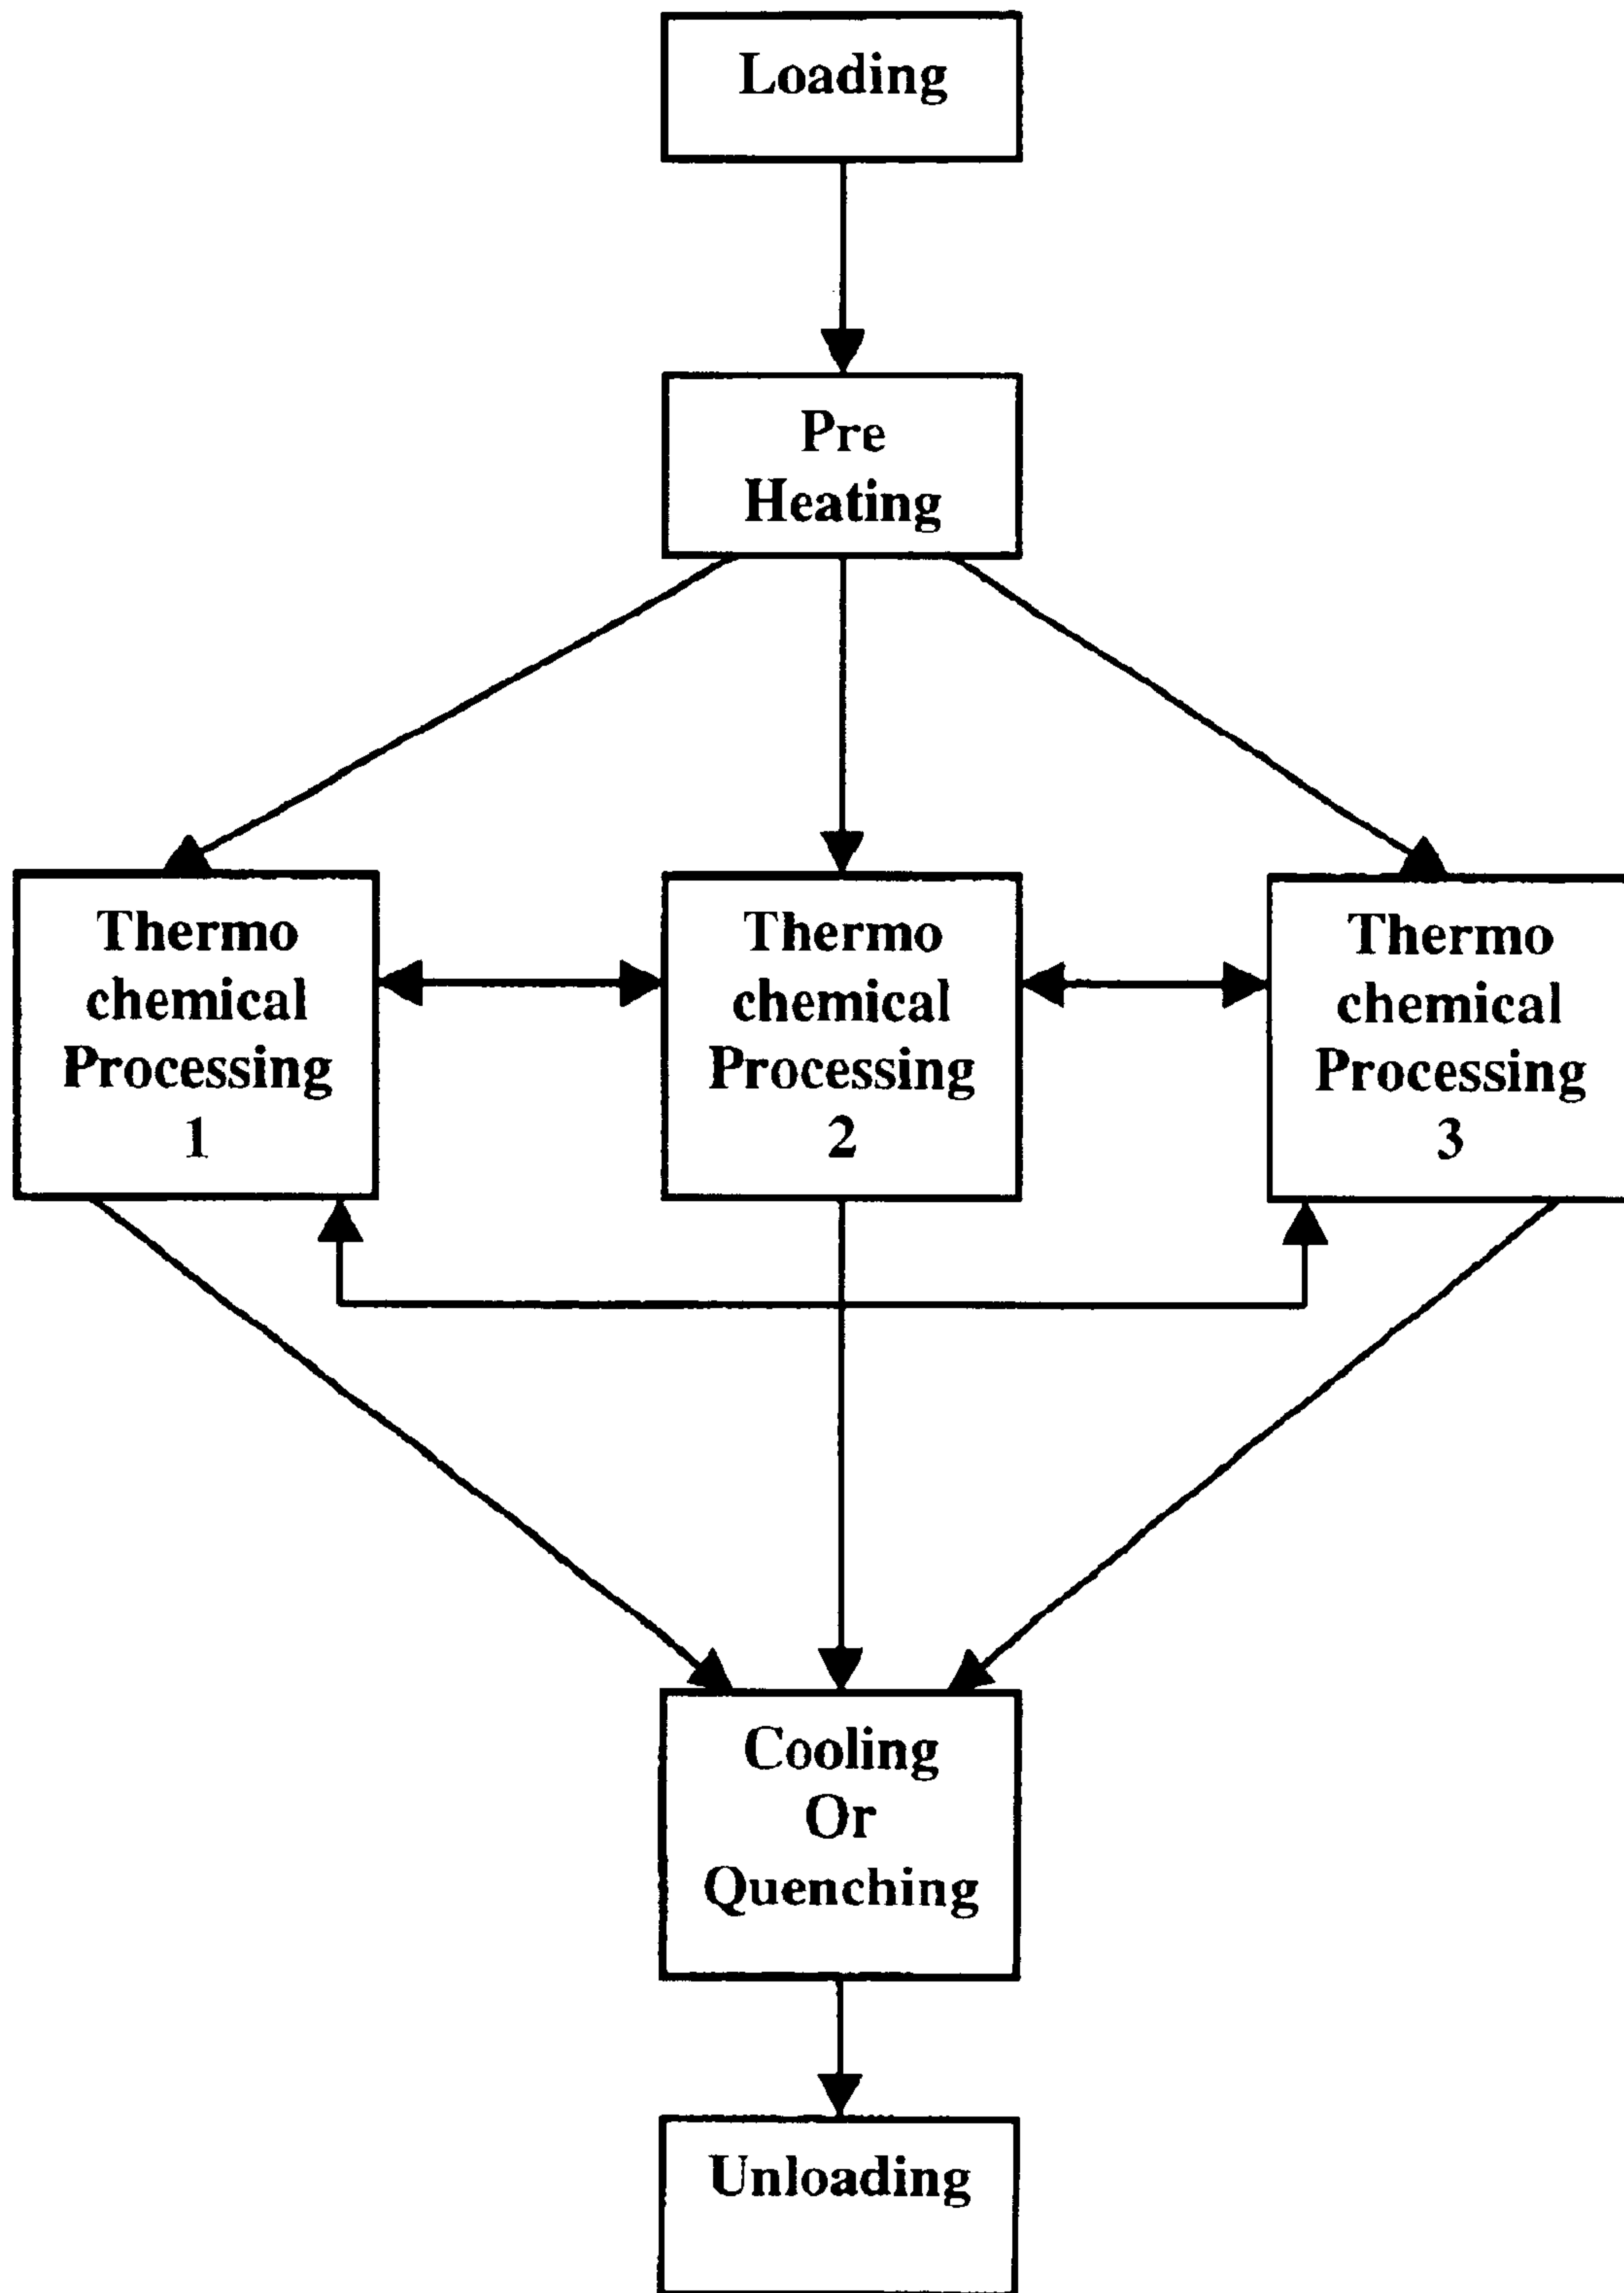 Loading
Pre
Heating
Thermo
chemical
Processing
1
Thermo
chemical
Processing
2
Thermo
chemical
Processing
3
Cooling
Or
Quenching
Unloading